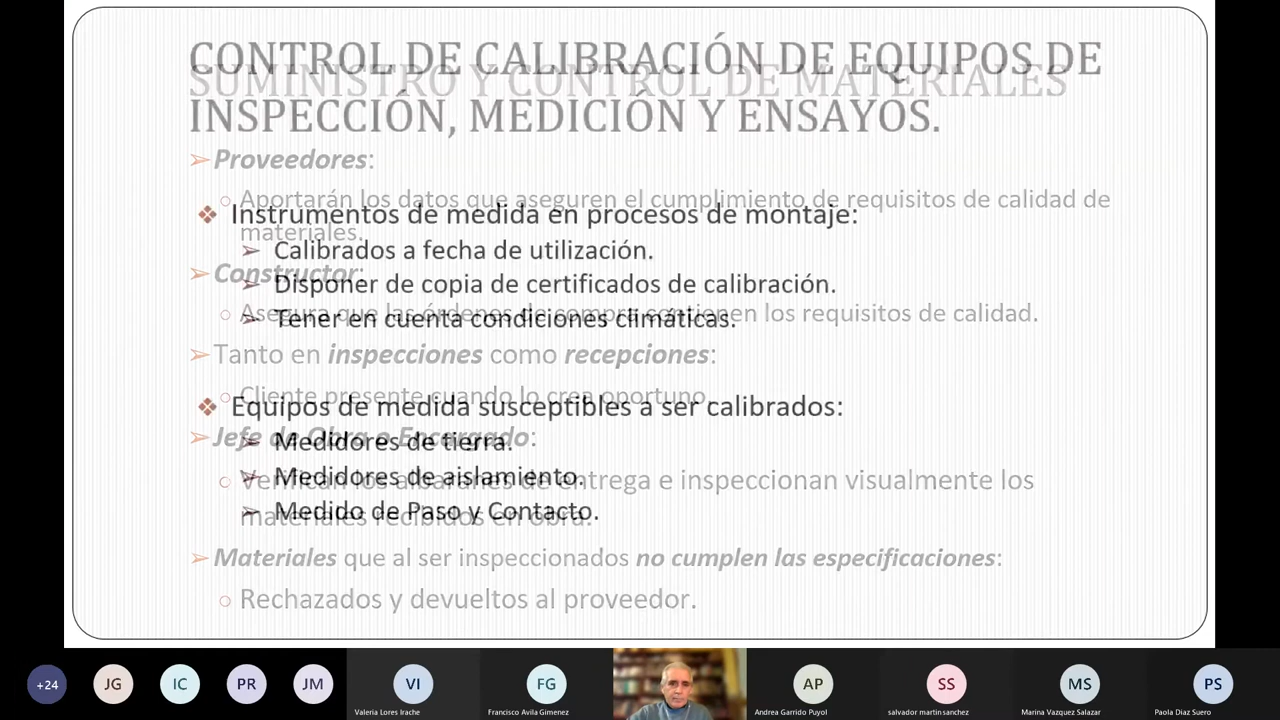 CONTROL DE CALIBRACIÓN DE EQUIPOS DE
INSPECCIÓN, MEDICIÓN Y ENSAYOS.
SUMINISTRO Y CONTROL DE MATERIALES
Proveedores:
Aportarán los datos que aseguren el cumplimiento de requisitos de calidad de
materiales.
Instrumentos de medida en procesos de montaje:
Calibrados a fecha de utilización.
Constructor:
Disponer de copia de certificados de calibración.
Asegura que las órdenes de compra contienen los requisitos de calidad.
Tener en cuenta condiciones climáticas.
Tanto en inspecciones como recepciones:
Cliente presente cuando lo crea oportuno.
Equipos de medida susceptibles a ser calibrados:
Jefe de Obra o Encargado:
Medidores de tierra.
Medidores de aislamiento.
Verifican los albaranes de entrega e inspeccionan visualmente los
materiales recibidos en obra.
Medido de Paso y Contacto.
Materiales que al ser inspeccionados no cumplen las especificaciones:
Rechazados y devueltos al proveedor.
+24
JG
IC
PR
JM
VI
FG
AP
SS
MS
PS
Valeria Lores Irache
Francisco Avila Gimenez
Andrea Garrido Puyol
salvador martin sanchez
Marina Vazquez Salazar
Paola Diaz Suero